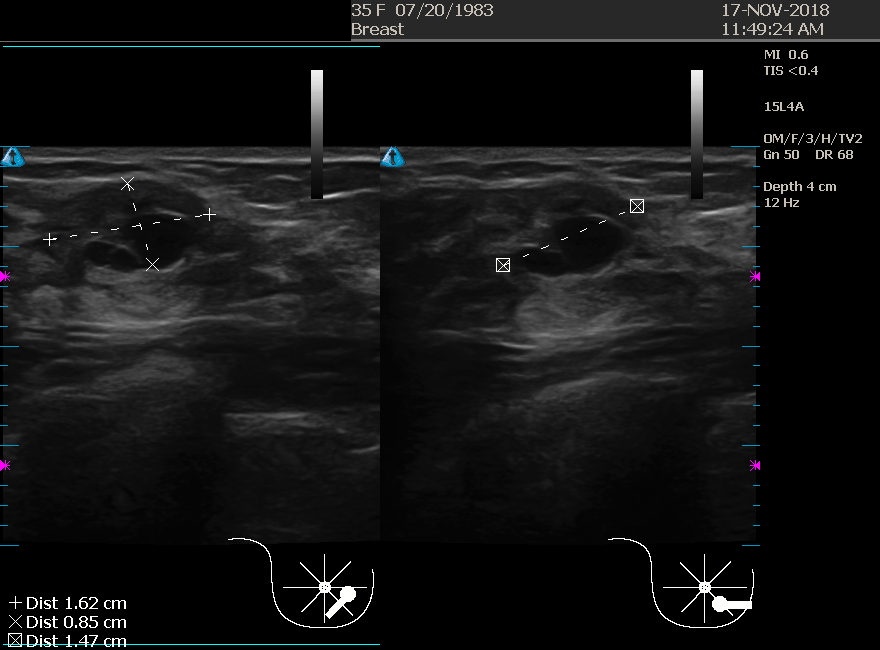 35 F 07/20/1983 17-NOV-2018
Breast 11:49:24 AM
MI 0.6
TIS <0.4
15L4A
OM/F/3/H/TV2
Gn 50 DR 68
Depth 4 cm
12 Hz
Dist 1.62 cm
Dist 0.85 cm
Dist 1.47 cm